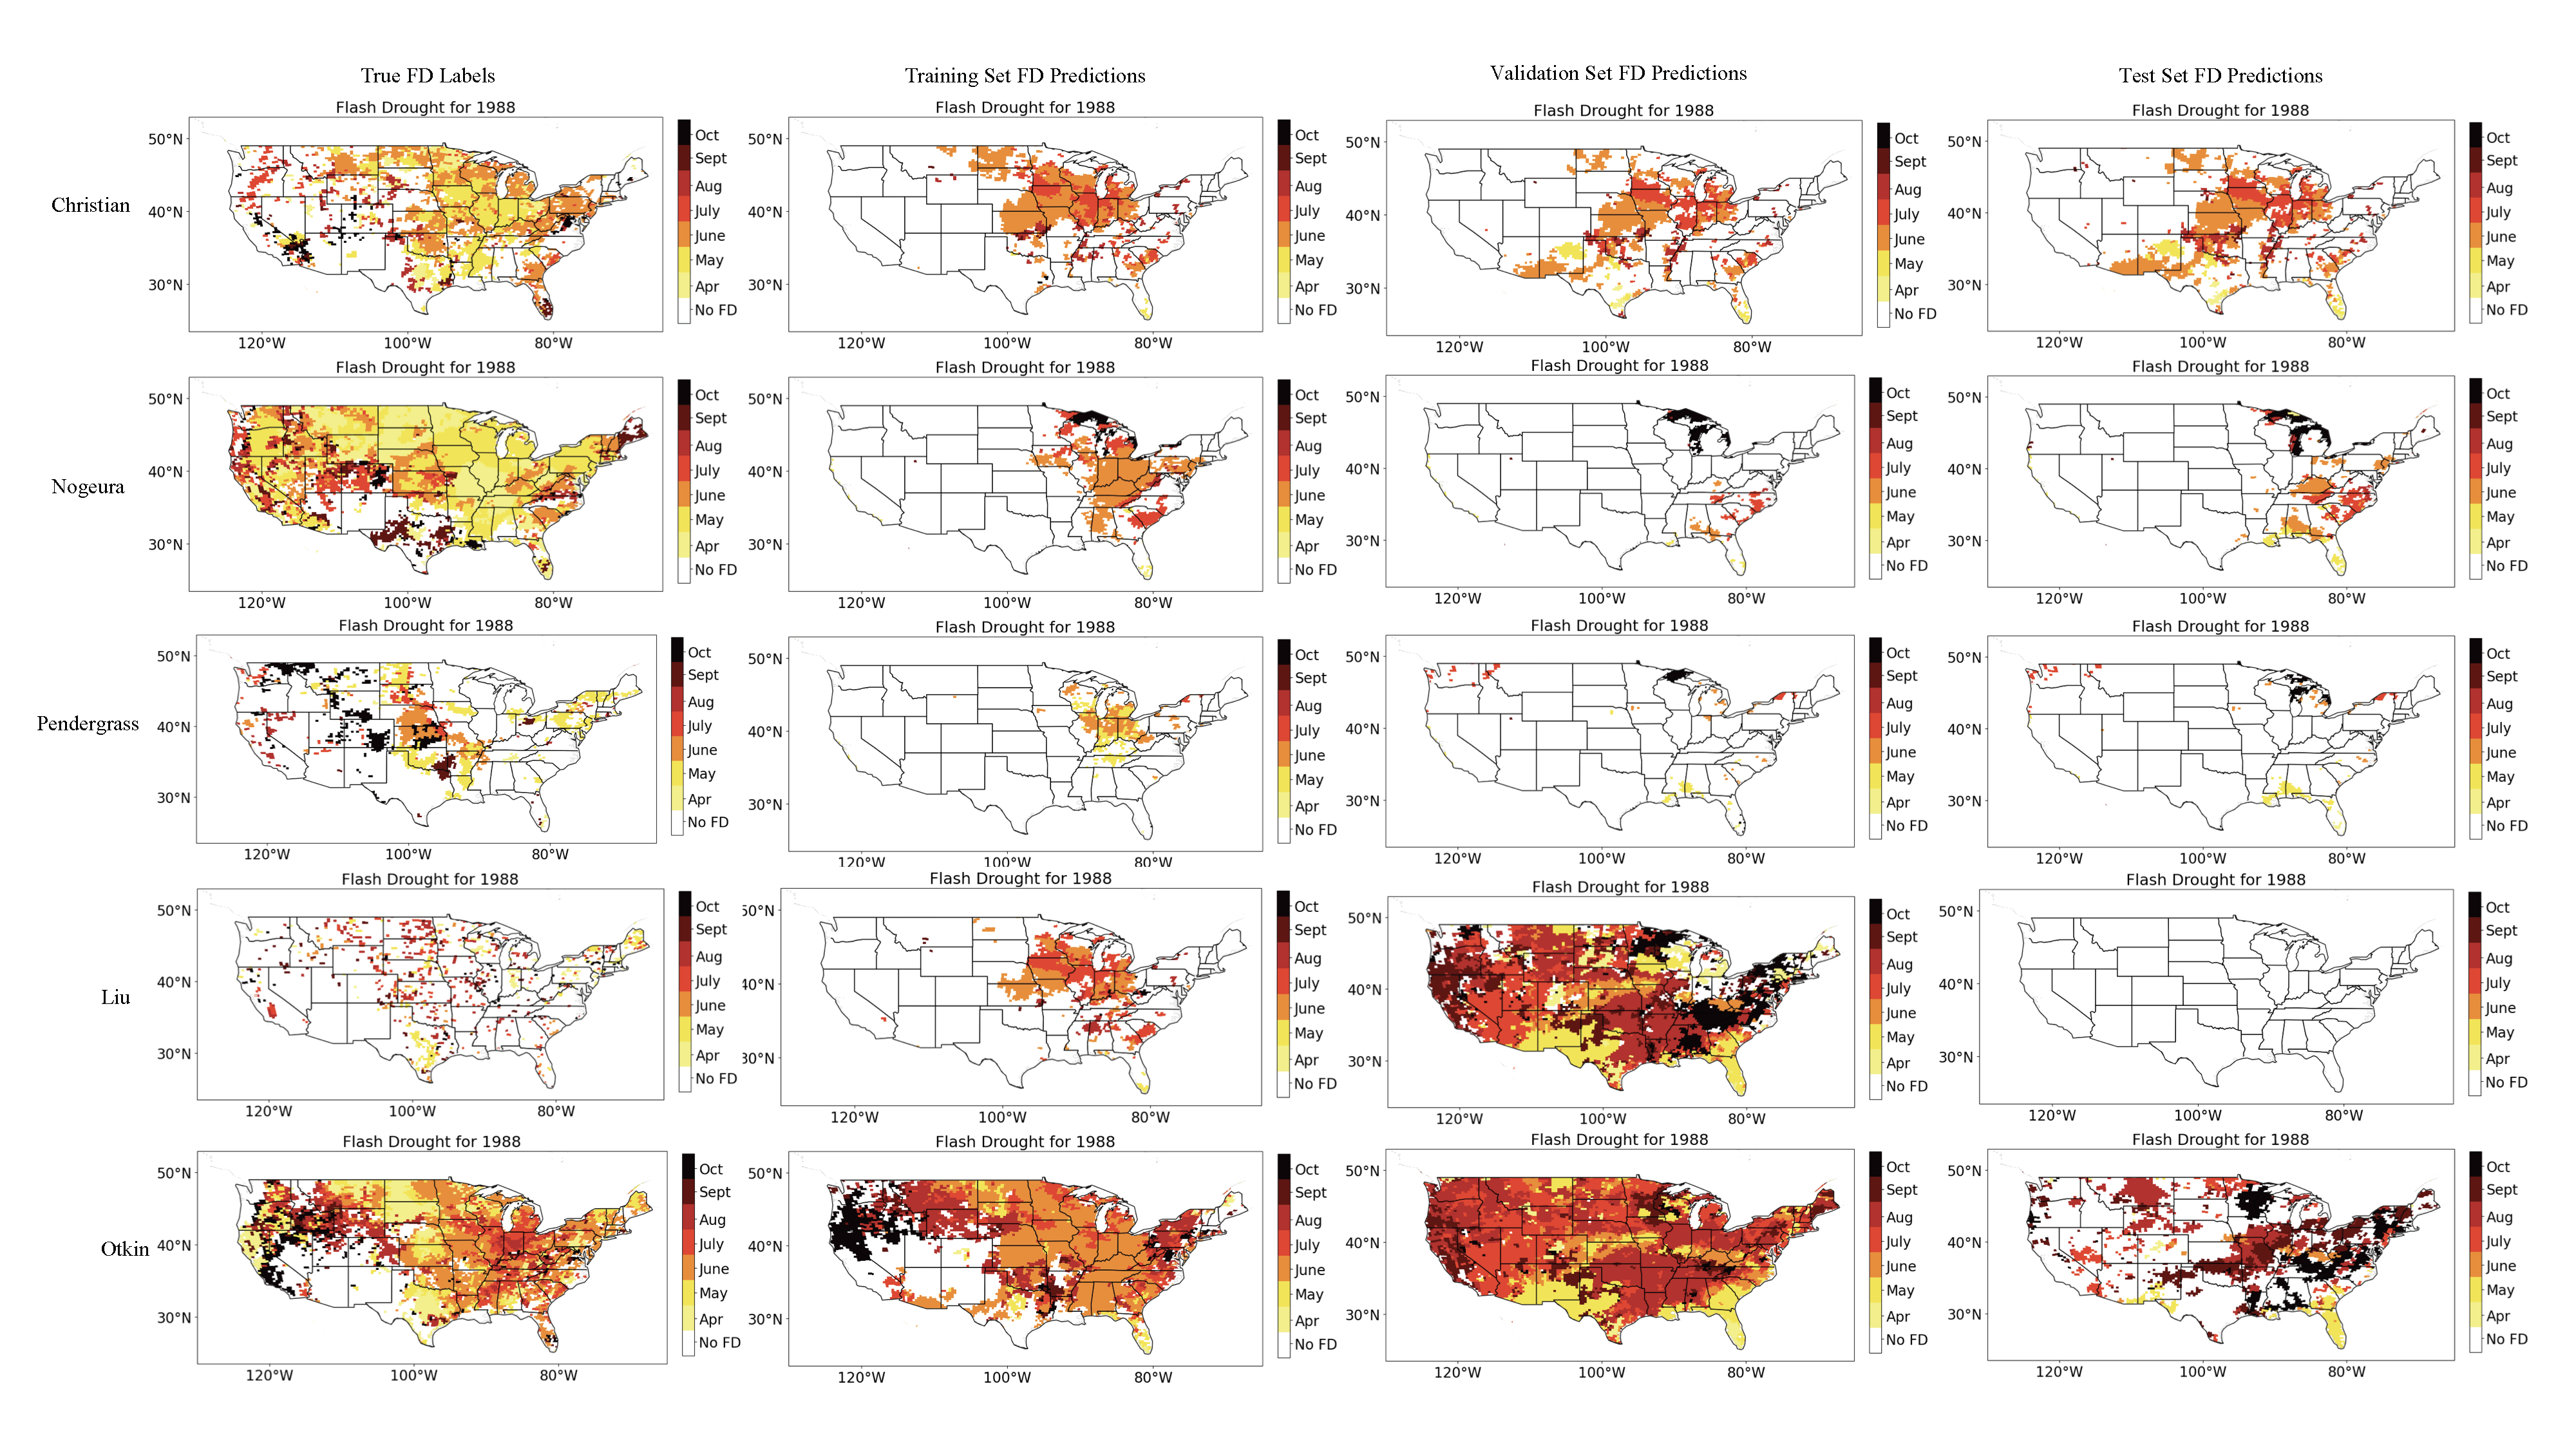 True FD Labels
Training Set FD Predictions
Validation Set FD Predictions
Test Set FD Predictions
Christian
Flash Drought for 1988
50°N
40°N
30°N
120°W 100°W 80°W
Oct
Sept
Aug
July
June
May
Apr
No FD
Flash Drought for 1988
50°N
40°N
30°N
120°W 100°W 80°W
Oct
Sept
Aug
July
June
May
Apr
No FD
Flash Drought for 1988
50°N
40°N
30°N
120°W 100°W 80°W
Oct
Sept
Aug
July
June
May
Apr
No FD
Flash Drought for 1988
50°N
40°N
30°N
120°W 100°W 80°W
Oct
Sept
Aug
July
June
May
Apr
No FD
Nogeura
Flash Drought for 1988
50°N
40°N
30°N
120°W 100°W 80°W
Oct
Sept
Aug
July
June
May
Apr
No FD
Flash Drought for 1988
50°N
40°N
30°N
120°W 100°W 80°W
Oct
Sept
Aug
July
June
May
Apr
No FD
Flash Drought for 1988
50°N
40°N
30°N
120°W 100°W 80°W
Oct
Sept
Aug
July
June
May
Apr
No FD
Flash Drought for 1988
50°N
40°N
30°N
120°W 100°W 80°W
Oct
Sept
Aug
July
June
May
Apr
No FD
Pendergrass
Flash Drought for 1988
50°N
40°N
30°N
120°W 100°W 80°W
Oct
Sept
Aug
July
June
May
Apr
No FD
Flash Drought for 1988
50°N
40°N
30°N
120°W 100°W 80°W
Oct
Sept
Aug
July
June
May
Apr
No FD
Flash Drought for 1988
50°N
40°N
30°N
120°W 100°W 80°W
Oct
Sept
Aug
July
June
May
Apr
No FD
Flash Drought for 1988
50°N
40°N
30°N
120°W 100°W 80°W
Oct
Sept
Aug
July
June
May
Apr
No FD
Liu
Flash Drought for 1988
50°N
40°N
30°N
120°W 100°W 80°W
Oct
Sept
Aug
July
June
May
Apr
No FD
Flash Drought for 1988
50°N
40°N
30°N
120°W 100°W 80°W
Oct
Sept
Aug
July
June
May
Apr
No FD
Flash Drought for 1988
50°N
40°N
30°N
120°W 100°W 80°W
Oct
Sept
Aug
July
June
May
Apr
No FD
Flash Drought for 1988
50°N
40°N
30°N
120°W 100°W 80°W
Oct
Sept
Aug
July
June
May
Apr
No FD
Otkin
Flash Drought for 1988
50°N
40°N
30°N
120°W 100°W 80°W
Oct
Sept
Aug
July
June
May
Apr
No FD
Flash Drought for 1988
50°N
40°N
30°N
120°W 100°W 80°W
Oct
Sept
Aug
July
June
May
Apr
No FD
Flash Drought for 1988
50°N
40°N
30°N
120°W 100°W 80°W
Oct
Sept
Aug
July
June
May
Apr
No FD
Flash Drought for 1988
50°N
40°N
30°N
120°W 100°W 80°W
Oct
Sept
Aug
July
June
May
Apr
No FD